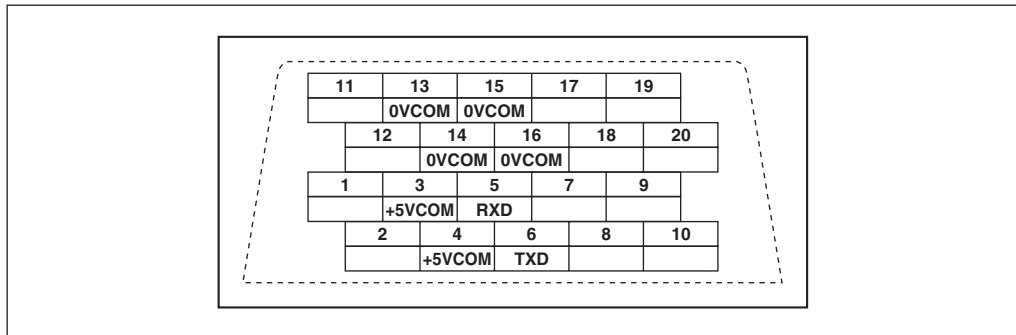 11 13 15 17 19
0VCOM 0VCOM
12 14 16 18 20
0VCOM 0VCOM
1 3 5 7 9
+5VCOM RXD
2 4 6 8 10
+5VCOM TXD